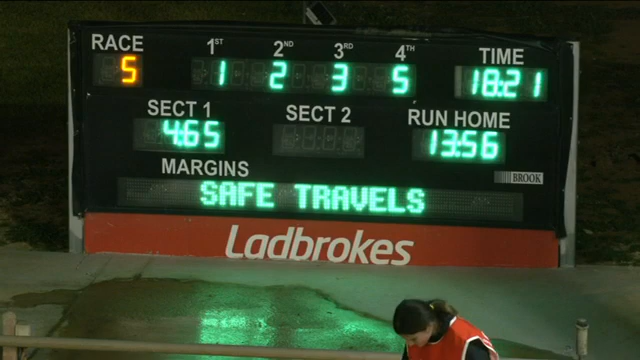 RACE 1ST 2ND 3RD 4TH TIME
5 1 2 3 5 18:21
SECT 1 SECT 2 RUN HOME
4.65 13:56
MARGINS
BROOK
SAFE TRAVELS
Ladbrokes